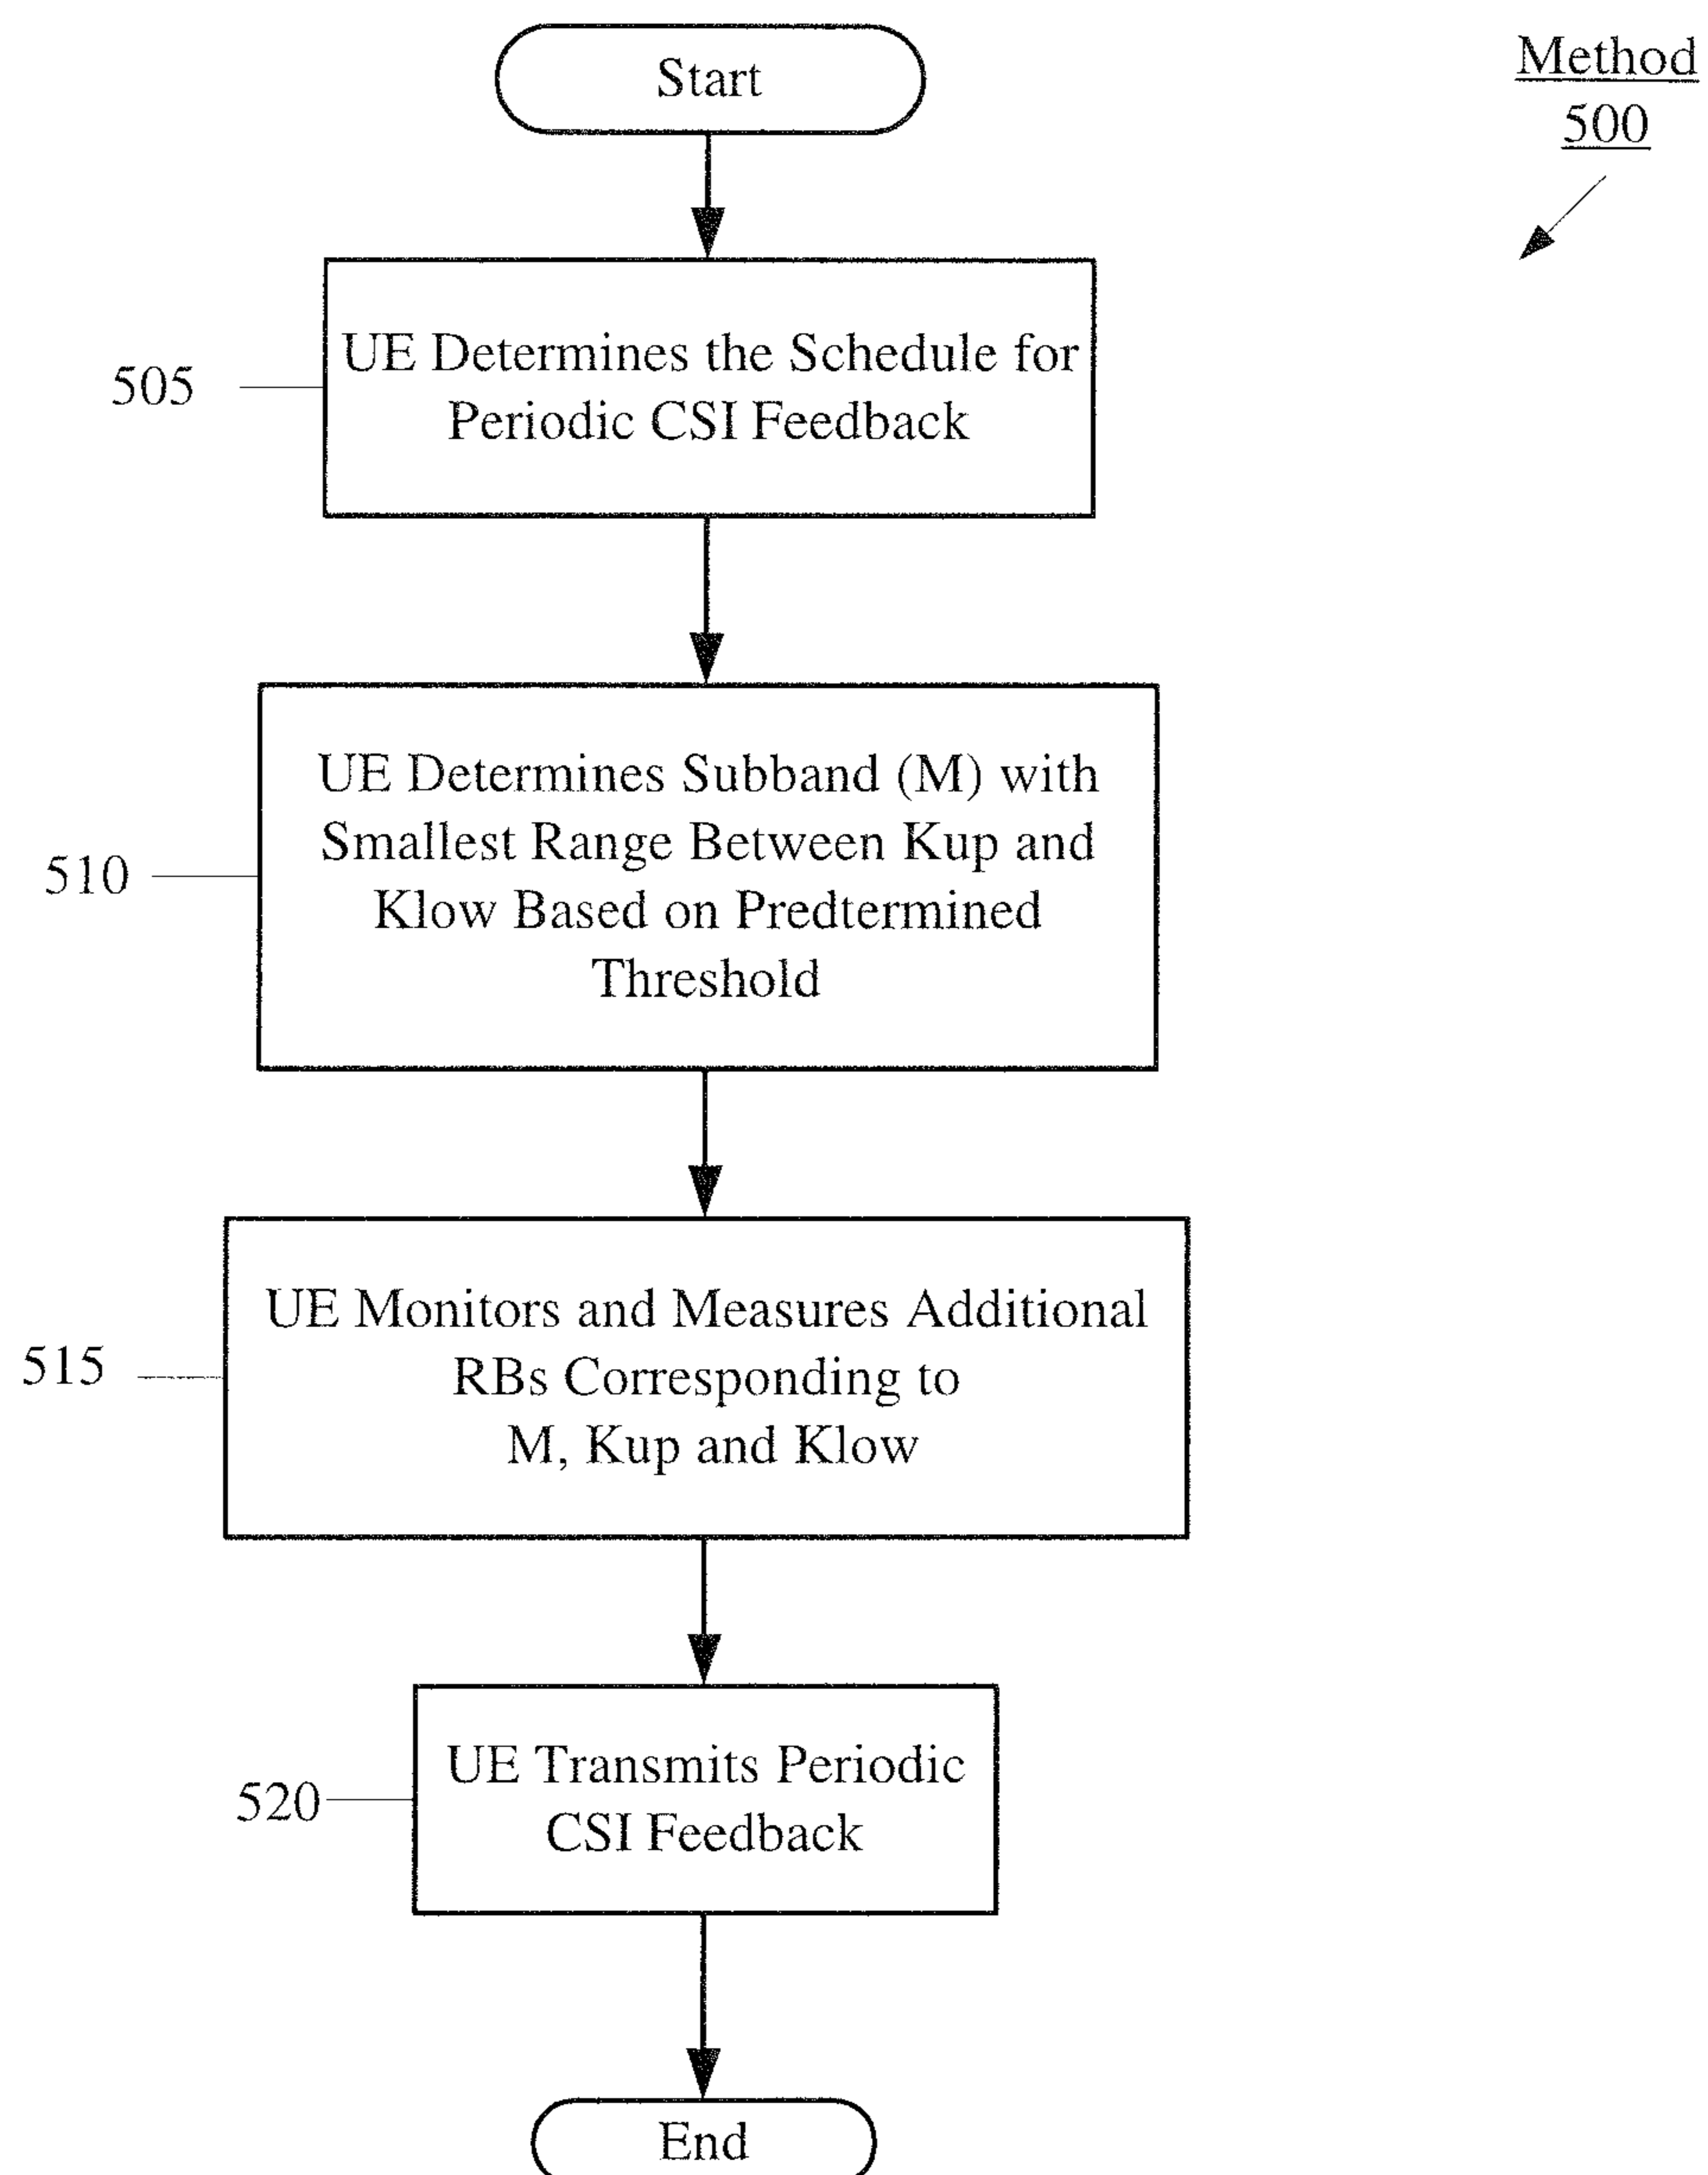 Start
Method
500
505
UE Determines the Schedule for
Periodic CSI Feedback
510
UE Determines Subband (M) with
Smallest Range Between Kup and
Klow Based on Predtermined
Threshold
515
UE Monitors and Measures Additional
RBs Corresponding to
M, Kup and Klow
520
UE Transmits Periodic
CSI Feedback
End